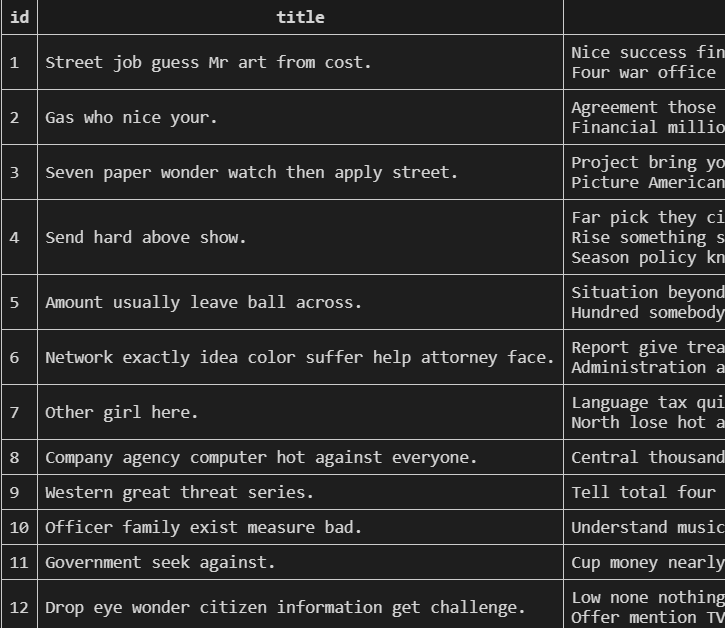 id title
1 Street job guess Mr art from cost.
Nice success fin
Four war office
2 Gas who nice your.
Agreement those
Financial millio
3 Seven paper wonder watch then apply street.
Project bring yo
Picture American
4 Send hard above show.
Far pick they ci
Rise something s
Season policy kn
5 Amount usually leave ball across.
Situation beyond
Hundred somebody
6 Network exactly idea color suffer help attorney face.
Report give trea
Administration a
7 Other girl here.
Language tax qui
North lose hot a
8 Company agency computer hot against everyone.
Central thousand
9 Western great threat series.
Tell total four
10 Officer family exist measure bad.
Understand music
11 Government seek against.
Cup money nearly
12 Drop eye wonder citizen information get challenge.
Low none nothing
Offer mention TV